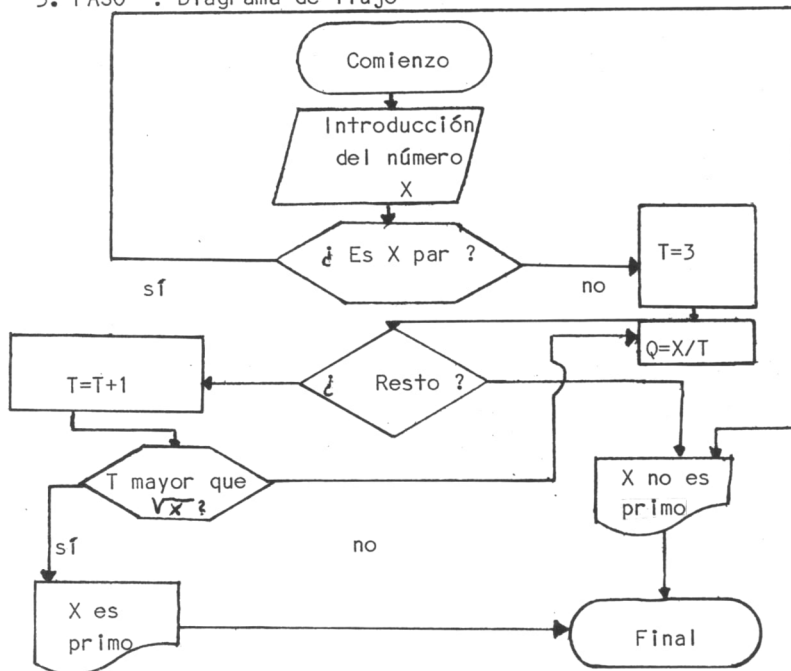 3. PASO : Diagrama de flujo
Comienzo
Introducción
del número
X
¿ Es X par ?
sí
no
T=3
Q=X/T
¿ Resto ?
T=T+1
T mayor que
√x ?
sí
no
X no es
primo
X es
primo
Final